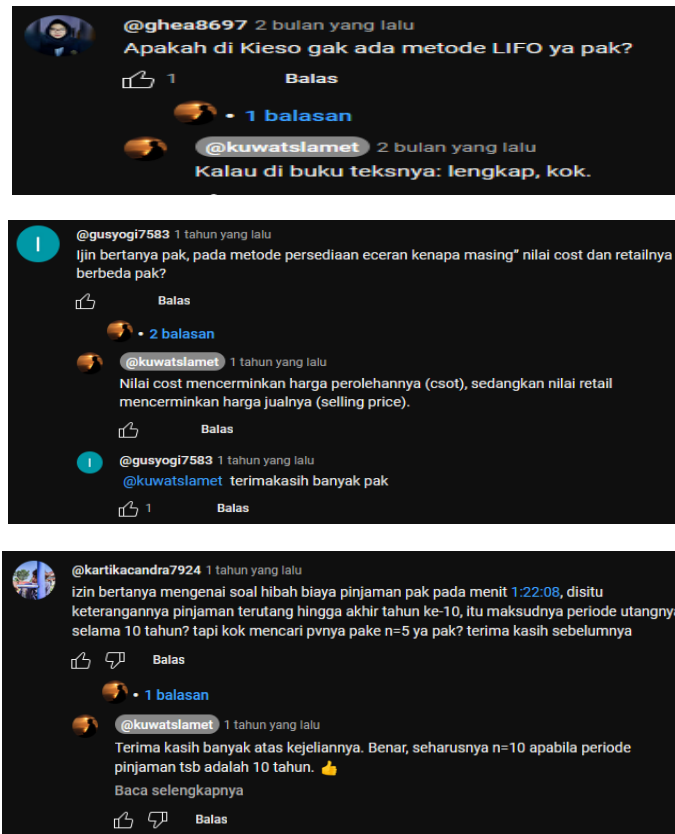 @ghea8697 2 bulan yang lalu
Apakah di Kieso gak ada metode LIFO ya pak?
1 Balas
• 1 balasan
@kuwatslamet 2 bulan yang lalu
Kalau di buku teksnya: lengkap, kok.
I
@gusyogi7583 1 tahun yang lalu
Ijin bertanya pak, pada metode persediaan eceran kenapa masing" nilai cost dan retailnya
berbeda pak?
Balas
• 2 balasan
@kuwatslamet 1 tahun yang lalu
Nilai cost mencerminkan harga perolehannya (csot), sedangkan nilai retail
mencerminkan harga jualnya (selling price).
Balas
I
@gusyogi7583 1 tahun yang lalu
@kuwatslamet terimakasih banyak pak
1 Balas
@kartikacandra7924 1 tahun yang lalu
izin bertanya mengenai soal hibah biaya pinjaman pak pada menit 1:22:08, disitu
keterangannya pinjaman terutang hingga akhir tahun ke-10, itu maksudnya periode utangny
selama 10 tahun? tapi kok mencari pvnya pake n=5 ya pak? terima kasih sebelumnya
Balas
• 1 balasan
@kuwatslamet 1 tahun yang lalu
Terima kasih banyak atas kejeliannya. Benar, seharusnya n=10 apabila periode
pinjaman tsb adalah 10 tahun. 👍
Baca selengkapnya
Balas